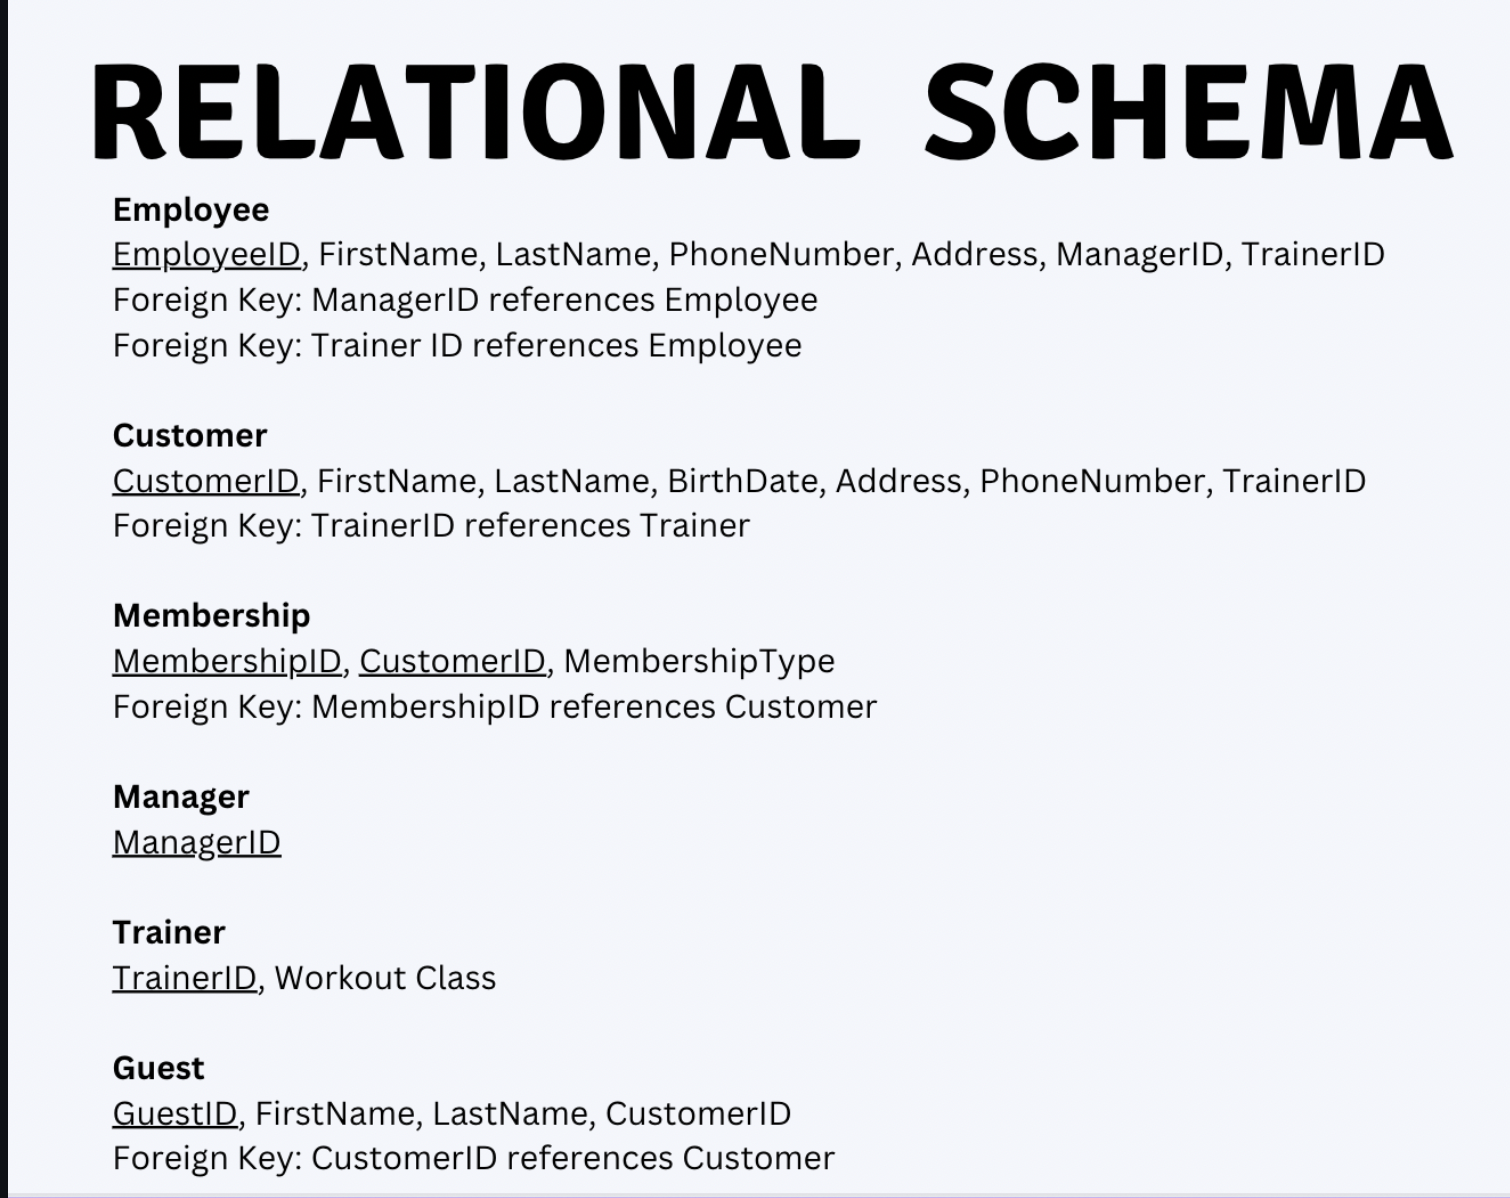 RELATIONAL SCHEMA
Employee
EmployeeID, FirstName, LastName, PhoneNumber, Address, ManagerID, TrainerID
Foreign Key: ManagerID references Employee
Foreign Key: Trainer ID references Employee
Customer
CustomerID, FirstName, LastName, BirthDate, Address, PhoneNumber, TrainerID
Foreign Key: TrainerID references Trainer
Membership
MembershipID, CustomerID, MembershipType
Foreign Key: MembershipID references Customer
Manager
ManagerID
Trainer
TrainerID, Workout Class
Guest
GuestID, FirstName, LastName, CustomerID
Foreign Key: CustomerID references Customer